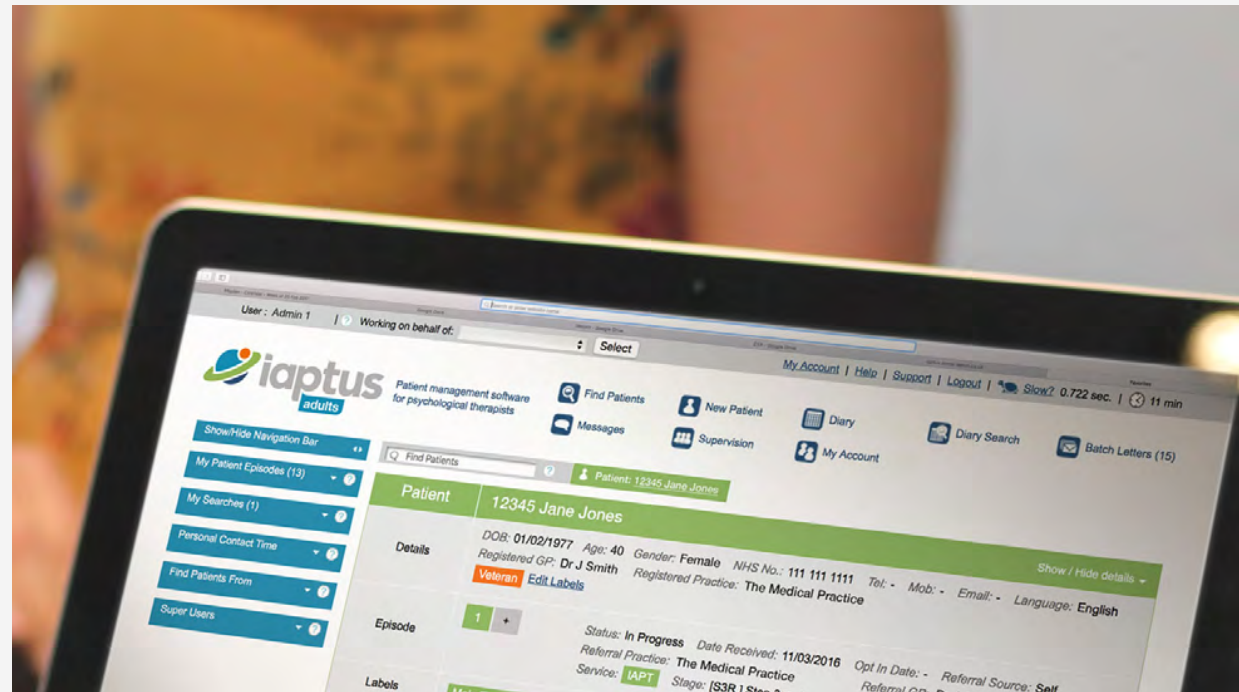 User : Admin 1 | ? Working on behalf of: Select
My Account | Help | Support | Logout | Slow? 0.722 sec. | 11 min
iaptus
adults
Patient management software
for psychological therapists
Find Patients
New Patient
Diary
Diary Search
Batch Letters (15)
Messages
Supervision
My Account
Show/Hide Navigation Bar
My Patient Episodes (13) ?
My Searches (1) ?
Personal Contact Time ?
Find Patients From ?
Super Users ?
Find Patients ?
Patient: 12345 Jane Jones
Patient 12345 Jane Jones
Show / Hide details
Details
DOB: 01/02/1977 Age: 40 Gender: Female NHS No.: 111 111 1111 Tel: - Mob: - Email: - Language: English
Registered GP: Dr J Smith Registered Practice: The Medical Practice
Veteran Edit Labels
Episode 1 +
Status: In Progress Date Received: 11/03/2016 Opt In Date: - Referral Source: Self
Referral Practice: The Medical Practice Referral GP:
Service: IAPT Stage: [S3R ]
Labels